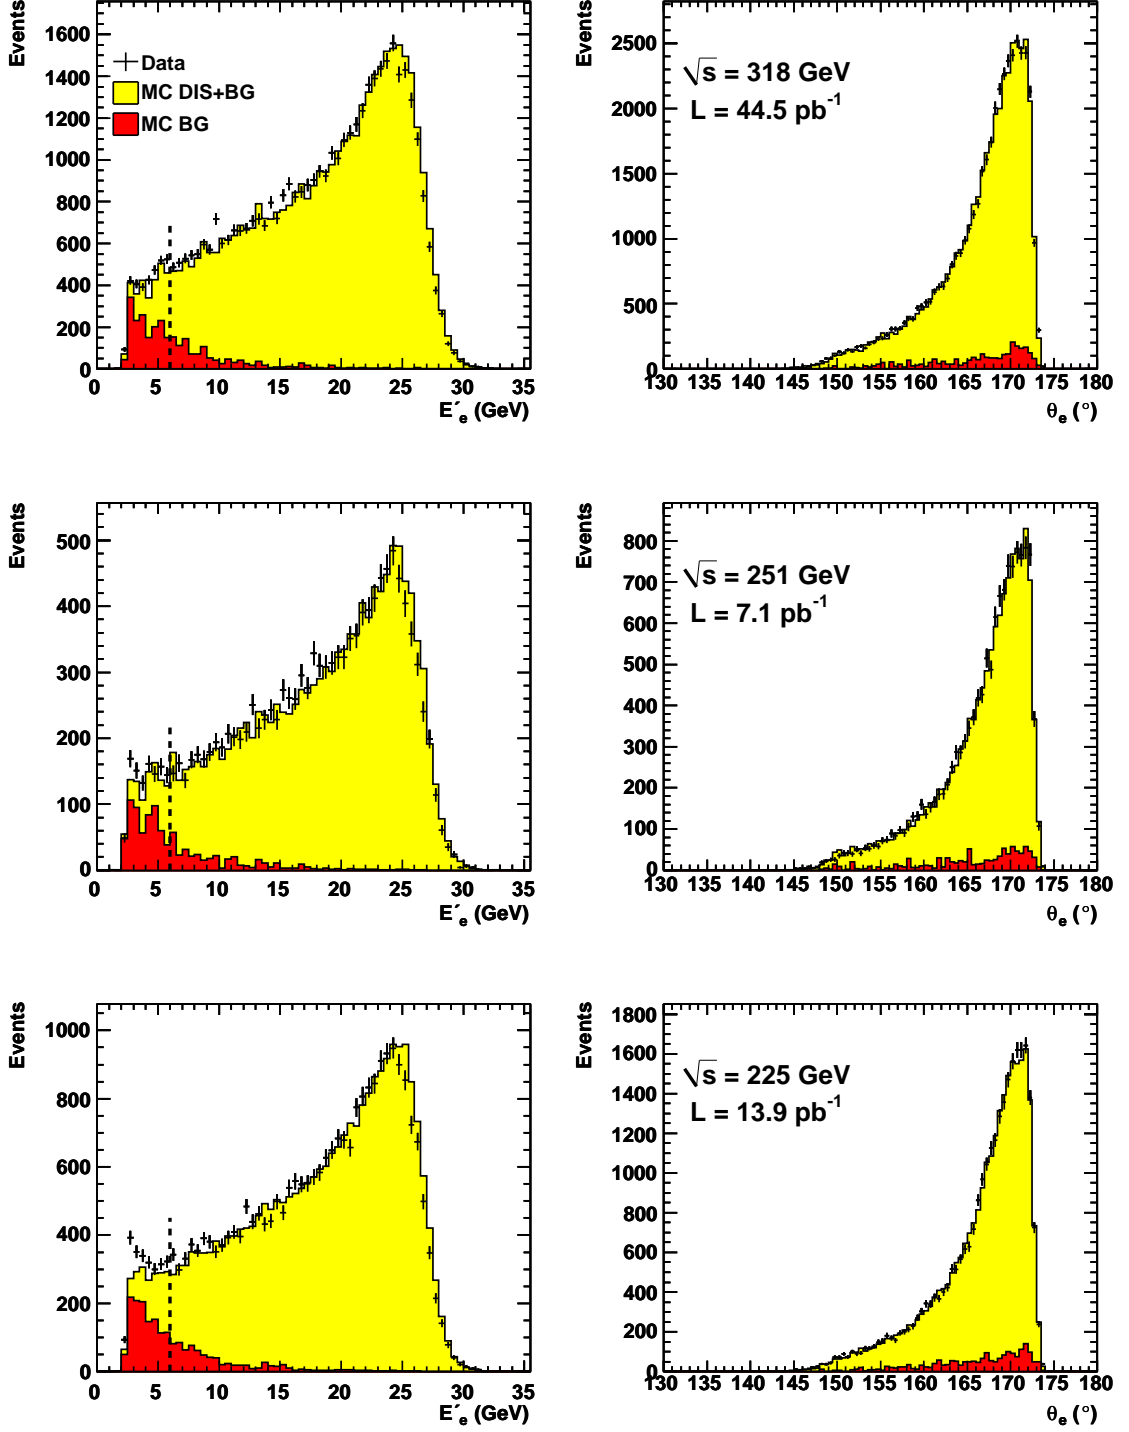 Events
1600
1400
1200
1000
800
600
400
200
0
Data
MC DIS+BG
MC BG
0 5 10 15 20 25 30 35
E´e (GeV)
Events
2500
2000
1500
1000
500
0
√s = 318 GeV
L = 44.5 pb-1
130 135 140 145 150 155 160 165 170 175 180
θe (°)
Events
500
400
300
200
100
0
0 5 10 15 20 25 30 35
E´e (GeV)
Events
800
700
600
500
400
300
200
100
0
√s = 251 GeV
L = 7.1 pb-1
130 135 140 145 150 155 160 165 170 175 180
θe (°)
Events
1000
800
600
400
200
0
0 5 10 15 20 25 30 35
E´e (GeV)
Events
1800
1600
1400
1200
1000
800
600
400
200
0
√s = 225 GeV
L = 13.9 pb-1
130 135 140 145 150 155 160 165 170 175 180
θe (°)